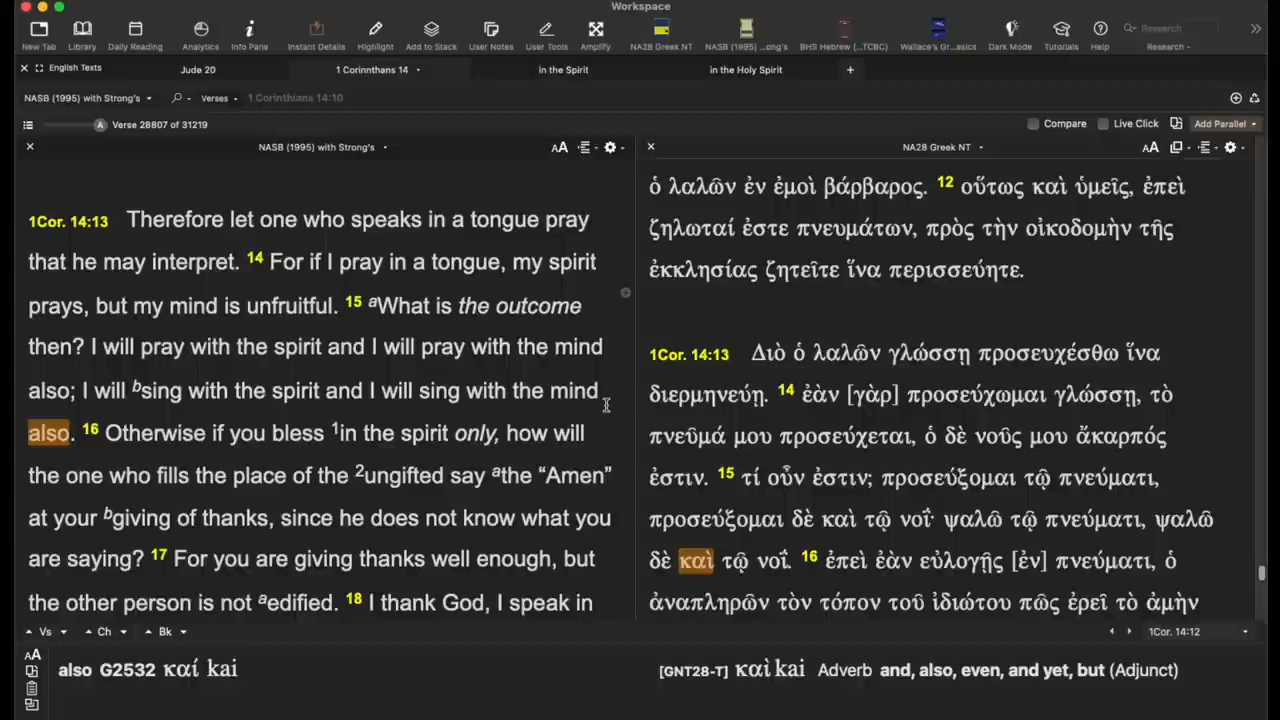 Workspace
New Tab Library Daily Reading Analytics Info Pane Instant Details Highlight Add to Stack User Notes User Tools Amplify NA28 Greek NT NASB (1995) ...ong's BHS Hebrew (...TCBC) Wallace's Gr...asics Dark Mode Tutorials Help Research
English Texts Jude 20 1 Corinnthans 14 in the Spirit in the Holy Spirit
NASB (1995) with Strong's Verses 1 Corinthians 14:10
Verse 28807 of 31219 Compare Live Click Add Parallel
NASB (1995) with Strong's
1Cor. 14:13 Therefore let one who speaks in a tongue pray
that he may interpret. 14 For if I pray in a tongue, my spirit
prays, but my mind is unfruitful. 15 aWhat is the outcome
then? I will pray with the spirit and I will pray with the mind
also; I will bsing with the spirit and I will sing with the mind
also. 16 Otherwise if you bless 1in the spirit only, how will
the one who fills the place of the 2ungifted say athe “Amen”
at your bgiving of thanks, since he does not know what you
are saying? 17 For you are giving thanks well enough, but
the other person is not aedified. 18 I thank God, I speak in
NA28 Greek NT
ὁ λαλῶν ἐν ἐμοὶ βάρβαρος. 12 οὕτως καὶ ὑμεῖς, ἐπεὶ
ζηλωταί ἐστε πνευμάτων, πρὸς τὴν οἰκοδομὴν τῆς
ἐκκλησίας ζητεῖτε ἵνα περισσεύητε.
1Cor. 14:13 Διὸ ὁ λαλῶν γλώσσῃ προσευχέσθω ἵνα
διερμηνεύῃ. 14 ἐὰν [γὰρ] προσεύχωμαι γλώσσῃ, τὸ
πνεῦμά μου προσεύχεται, ὁ δὲ νοῦς μου ἄκαρπός
ἐστιν. 15 τί οὖν ἐστιν; προσεύξομαι τῷ πνεύματι,
προσεύξομαι δὲ καὶ τῷ νοΐ· ψαλῶ τῷ πνεύματι, ψαλῶ
δὲ καὶ τῷ νοΐ. 16 ἐπεὶ ἐὰν εὐλογῇς [ἐν] πνεύματι, ὁ
ἀναπληρῶν τὸν τόπον τοῦ ἰδιώτου πῶς ἐρεῖ τὸ ἀμὴν
Vs Ch Bk 1Cor. 14:12
also G2532 καί kai
[GNT28-T] καὶ kai Adverb and, also, even, and yet, but (Adjunct)